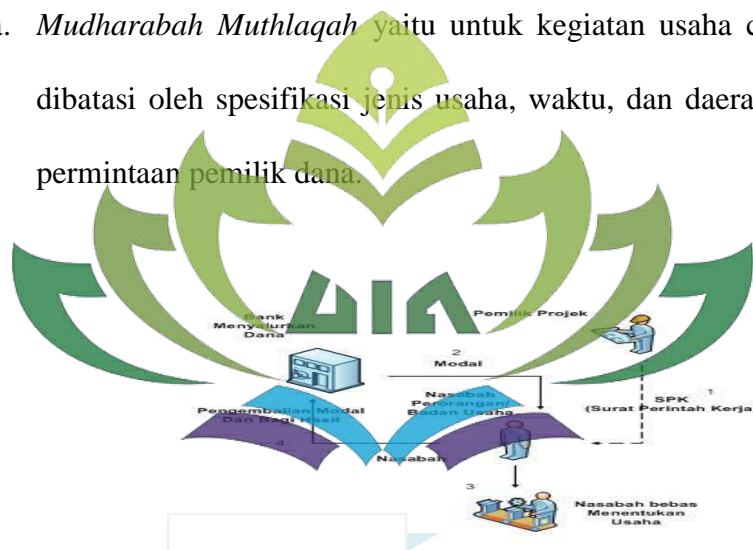 a. Mudharabah Muthlaqah yaitu untuk kegiatan usaha
dibatasi oleh spesifikasi jenis usaha, waktu, dan
permintaan pemilik dana.
UIN
Bank
Menyalurkan
Dana
Pemilik Projek
2
Modal
1
SPK
(Surat Perintah Kerja
Nasabah
Perorangan/
Badan Usaha
Pengembalian Modal
Dan Bagi Hasil
4
Nasabah
3
Nasabah bebas
Menentukan
Usaha